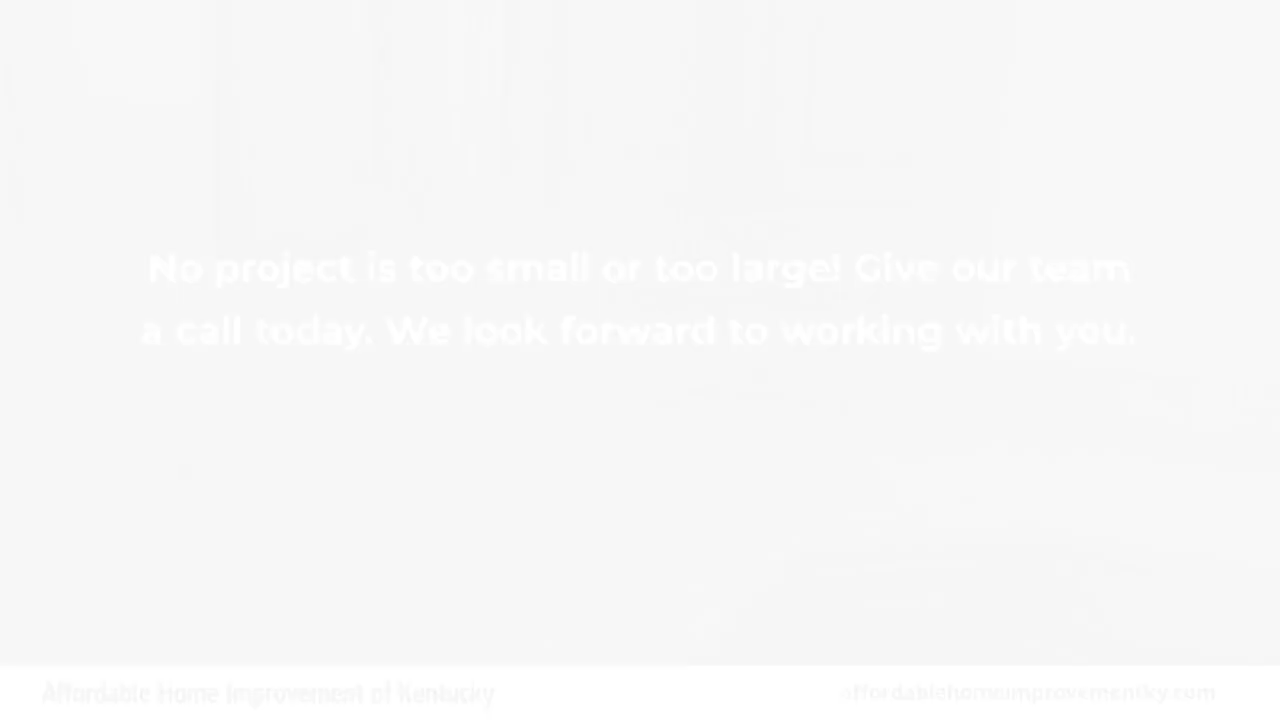 No project is too small or too large! Give our team
a call today. We look forward to working with you.
Affordable Home Improvement of Kentucky
affordablehomeimprovementky.com